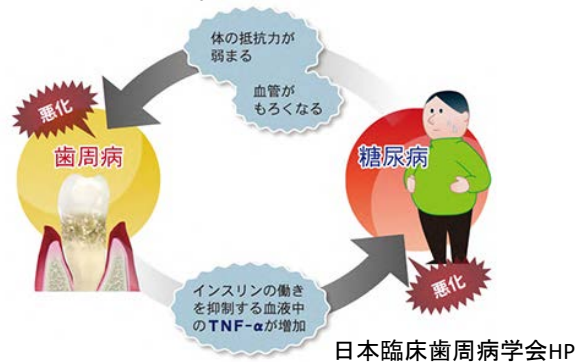 体の抵抗力が
弱まる
血管が
もろくなる
悪化
歯周病
糖尿病
インスリンの働き
を抑制する血液中
のTNF-αが増加
悪化
日本臨床歯周病学会HP